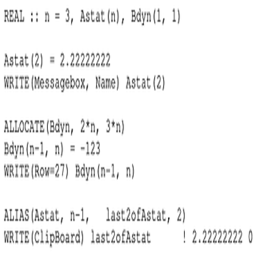 REAL :: n = 3, Astat(n), Bdyn(1, 1)
Astat(2) = 2.22222222
WRITE(Messagebox, Name) Astat(2)
ALLOCATE(Bdyn, 2*n, 3*n)
Bdyn(n-1, n) = -123
WRITE(Row=27) Bdyn(n-1, n)
ALIAS(Astat, n-1, last2ofAstat, 2)
WRITE(ClipBoard) last2ofAstat ! 2.22222222 0